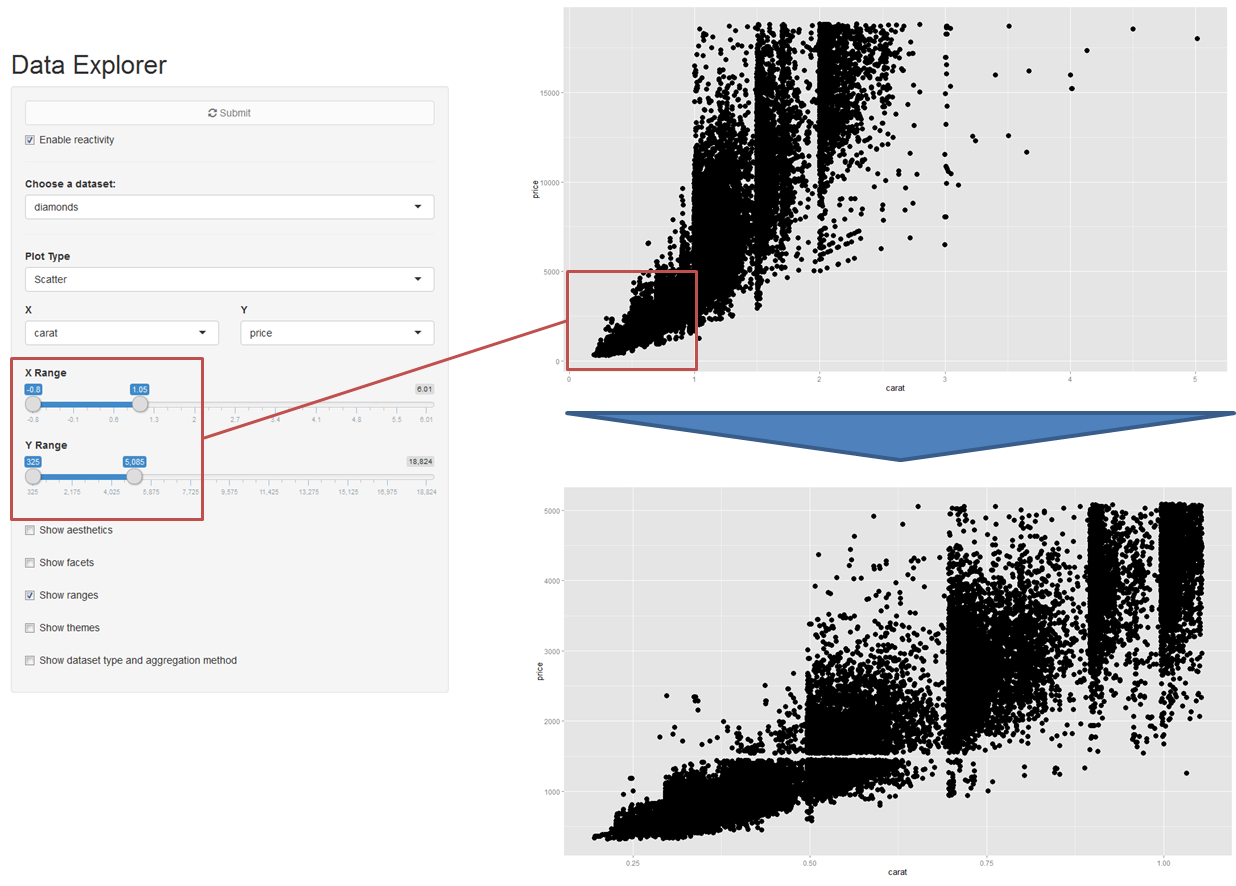 Data Explorer
Submit
Enable reactivity
Choose a dataset:
diamonds
Plot Type
Scatter
X Y
carat price
X Range
-0.8 1.05 6.01
-0.8 -0.1 0.6 1.3 2 2.7 3.4 4.1 4.8 5.5 6.01
Y Range
325 5,085 18,824
325 2,175 4,025 5,875 7,725 9,575 11,425 13,275 15,125 16,975 18,824
Show aesthetics
Show facets
Show ranges
Show themes
Show dataset type and aggregation method
15000
10000
price
5000
0
0 1 2 3 4 5
carat
5000
4000
3000
price
2000
1000
0.25 0.50 0.75 1.00
carat